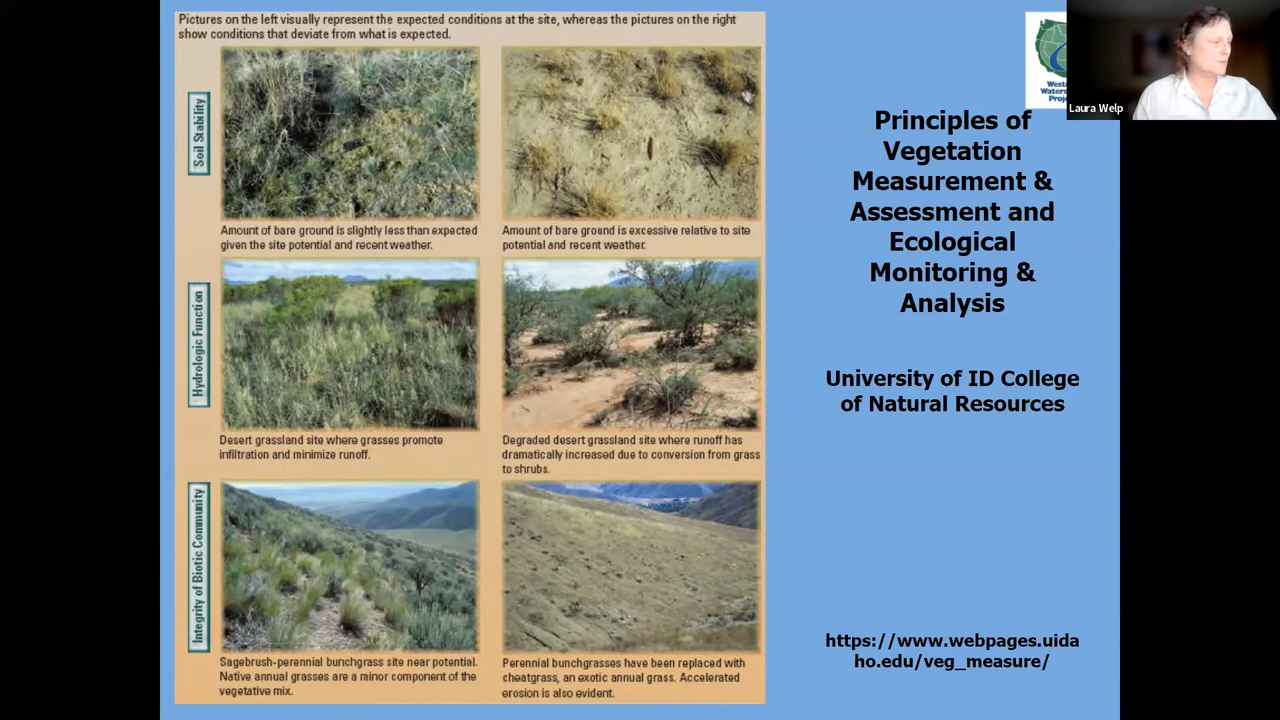 Pictures on the left visually represent the expected conditions at the site, whereas the pictures on the right
show conditions that deviate from what is expected.
Soil Stability
Amount of bare ground is slightly less than expected
given the site potential and recent weather.
Amount of bare ground is excessive relative to site
potential and recent weather.
Hydrologic Function
Desert grassland site where grasses promote
infiltration and minimize runoff.
Degraded desert grassland site where runoff has
dramatically increased due to conversion from grass
to shrubs.
Integrity of Biotic Community
Sagebrush-perennial bunchgrass site near potential.
Native annual grasses are a minor component of the
vegetative mix.
Perennial bunchgrasses have been replaced with
cheatgrass, an exotic annual grass. Accelerated
erosion is also evident.
Principles of
Vegetation
Measurement &
Assessment and
Ecological
Monitoring &
Analysis
University of ID College
of Natural Resources
https://www.webpages.uida
ho.edu/veg_measure/
Laura Welp